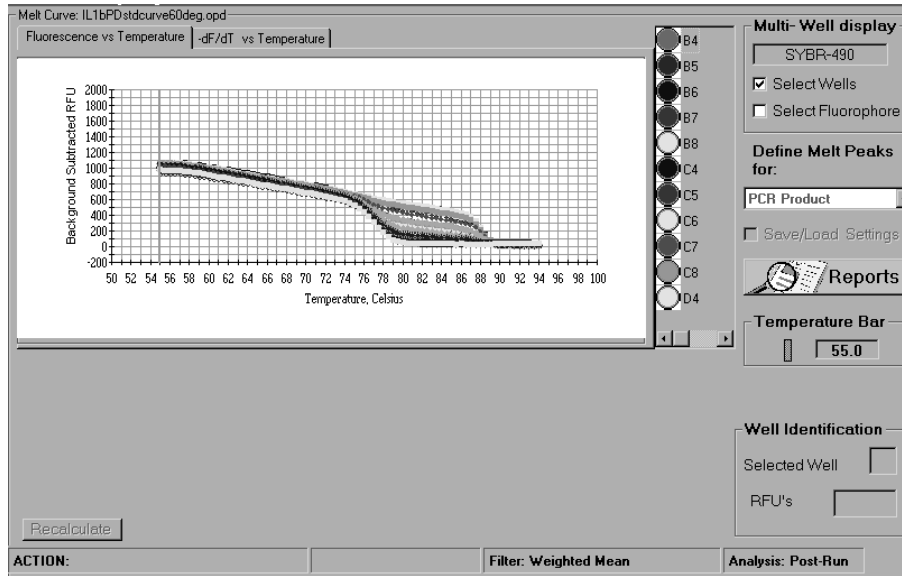 Melt Curve: IL1bPDstdcurve60deg.opd
Fluorescence vs Temperature
-dF/dT vs Temperature
Background Subtracted RFU
2000
1800
1600
1400
1200
1000
800
600
400
200
0
-200
50 52 54 56 58 60 62 64 66 68 70 72 74 76 78 80 82 84 86 88 90 92 94 96 98 100
Temperature, Celsius
B4
B5
B6
B7
B8
C4
C5
C6
C7
C8
D4
Multi- Well display
SYBR-490
Select Wells
Select Fluorophore
Define Melt Peaks
for:
PCR Product
Save/Load Settings
Reports
Temperature Bar
55.0
Well Identification
Selected Well
RFU's
Recalculate
ACTION:
Filter: Weighted Mean
Analysis: Post-Run